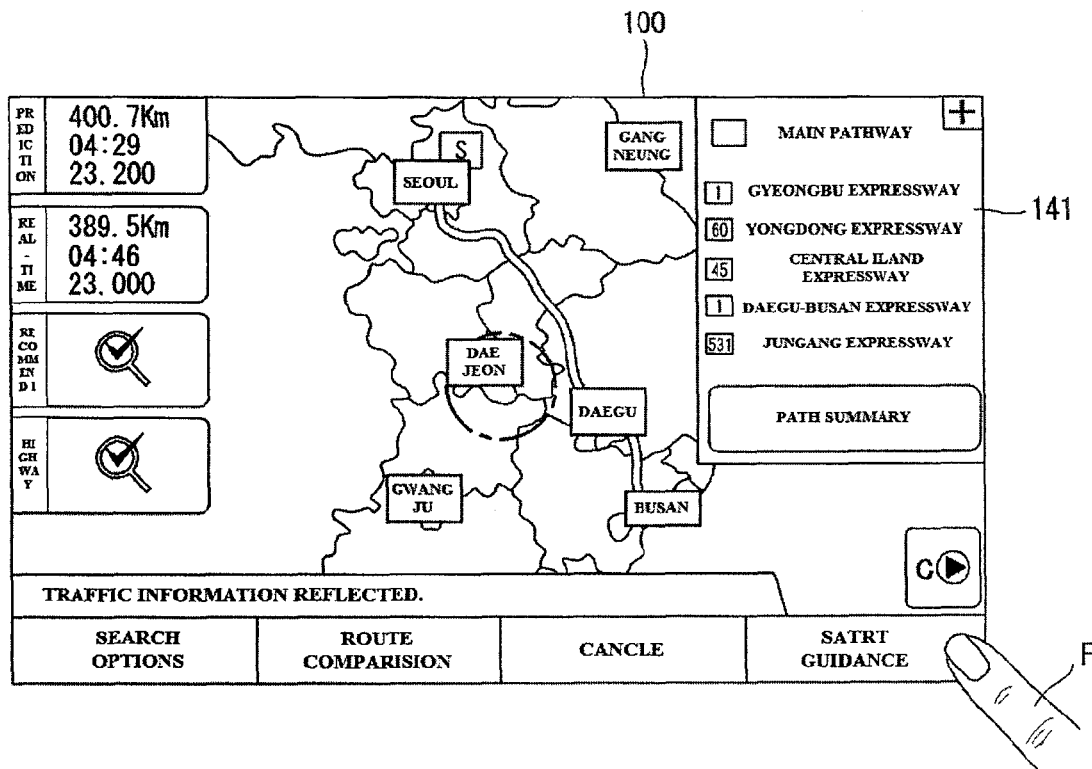 100
PR
ED
IC
TI
ON
400.7Km
04:29
23.200
RE
AL
-
TI
ME
389.5Km
04:46
23.000
RE
CO
MM
EN
D 1
HI
GH
WA
Y
S
SEOUL
GANG
NEUNG
DAE
JEON
DAEGU
GWANG
JU
BUSAN
+
MAIN PATHWAY
1 GYEONGBU EXPRESSWAY
60 YONGDONG EXPRESSWAY
45 CENTRAL ILAND
EXPRESSWAY
1 DAEGU-BUSAN EXPRESSWAY
531 JUNGANG EXPRESSWAY
PATH SUMMARY
141
C
TRAFFIC INFORMATION REFLECTED.
SEARCH
OPTIONS
ROUTE
COMPARISION
CANCLE
SATRT
GUIDANCE
F